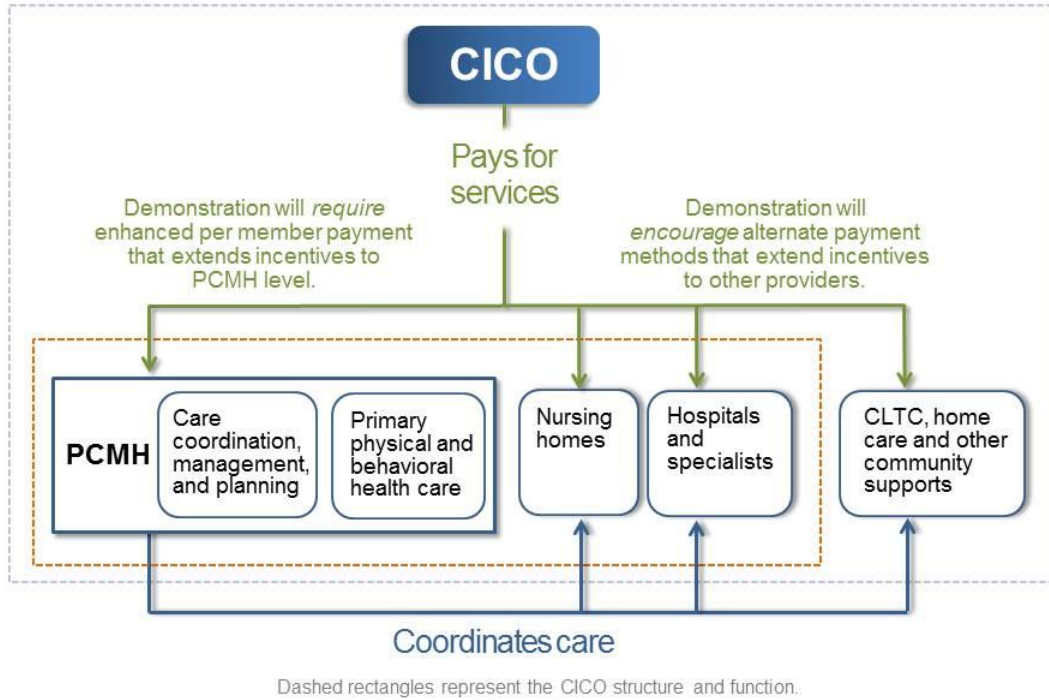 CICO
Pays for
services
Demonstration will require
enhanced per member payment
that extends incentives to
PCMH level.
Demonstration will
encourage alternate payment
methods that extend incentives
to other providers.
PCMH
Care
coordination,
management,
and planning
Primary
physical and
behavioral
health care
Nursing
homes
Hospitals
and
specialists
CLTC, home
care and other
community
supports
Coordinates care
Dashed rectangles represent the CICO structure and function.